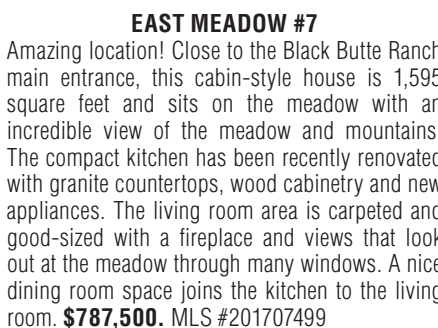 EAST MEADOW #7
Amazing location! Close to the Black Butte Ranch
main entrance, this cabin-style house is 1,595
square feet and sits on the meadow with an
incredible view of the meadow and mountains.
The compact kitchen has been recently renovated
with granite countertops, wood cabinetry and new
appliances. The living room area is carpeted and
good-sized with a fireplace and views that look
out at the meadow through many windows. A nice
dining room space joins the kitchen to the living
room. $787,500. MLS #201707499